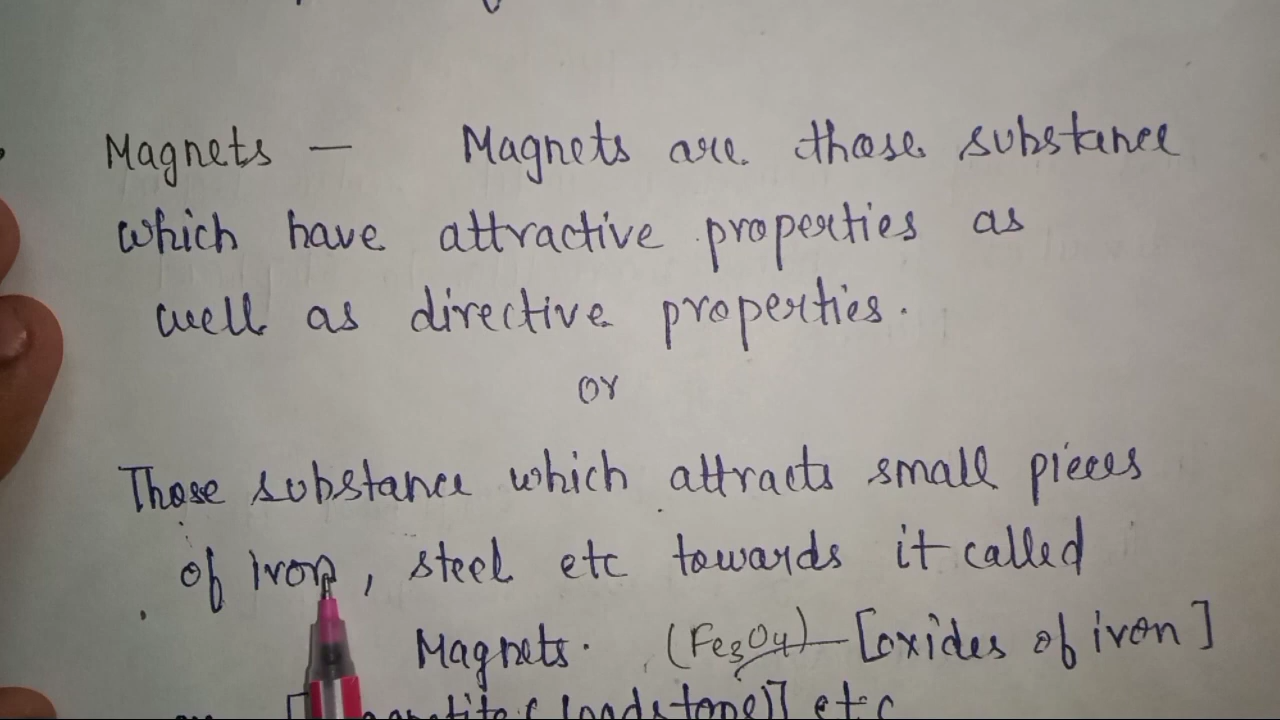 Magnets — Magnets are those substance
which have attractive properties as
well as directive properties.
or
Those substance which attracts small pieces
of iron, steel etc towards it called
Magnets. (Fe3O4) — [oxides of iron]
etc